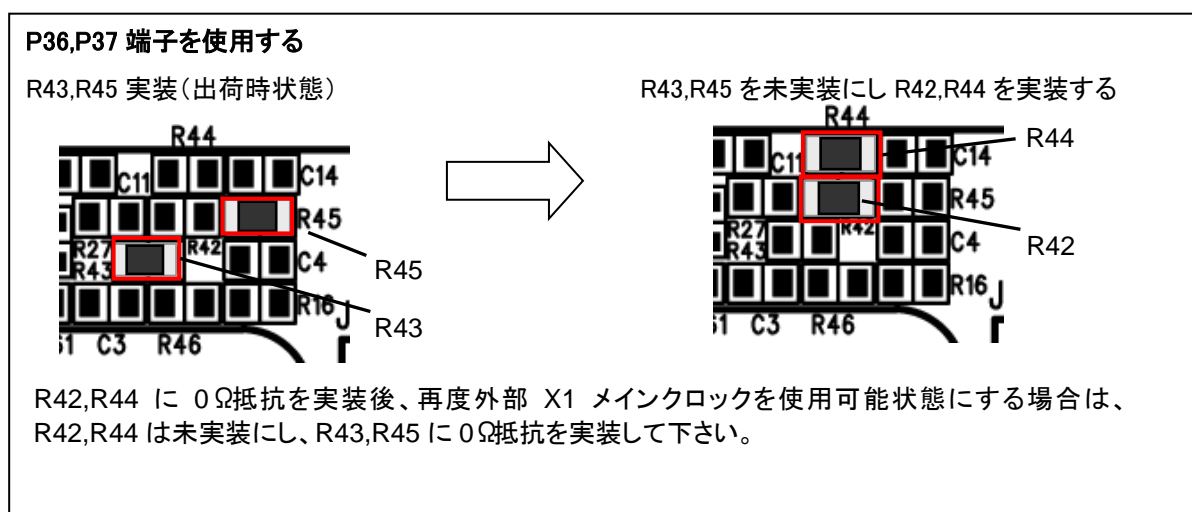 P36,P37 端子を使用する
R43,R45 実装（出荷時状態）
R43,R45 を未実装にし R42,R44 を実装する
R44
C11
C14
R45
R27
R42
R43
C4
R16
J
C3
R46
R45
R43
R44
C11
C14
R45
R27
R42
R43
C4
R16
J
C3
R46
R44
R42
R42,R44 に 0Ω抵抗を実装後、再度外部 X1 メインクロックを使用可能状態にする場合は、
R42,R44 は未実装にし、R43,R45 に0Ω抵抗を実装して下さい。